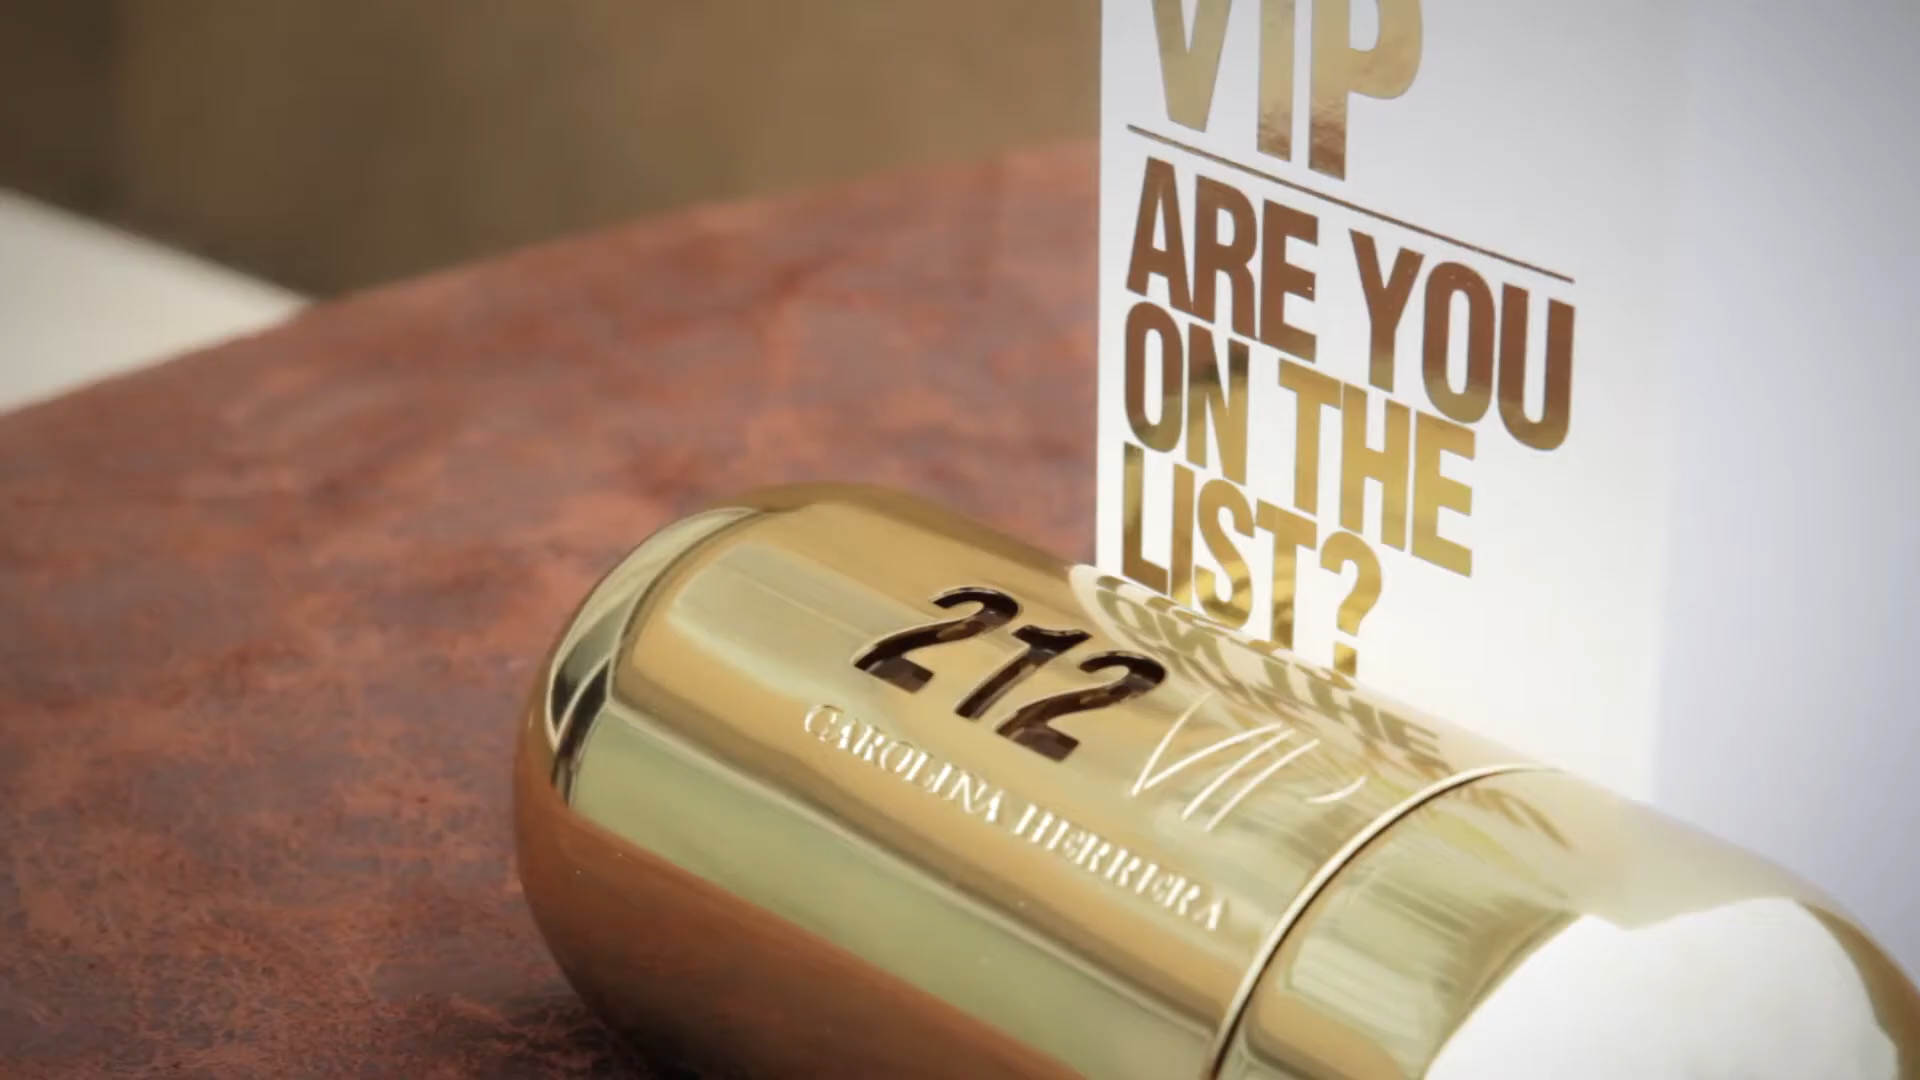 VIP
ARE YOU
ON THE
LIST?
212 VIP
CAROLINA HERRERA